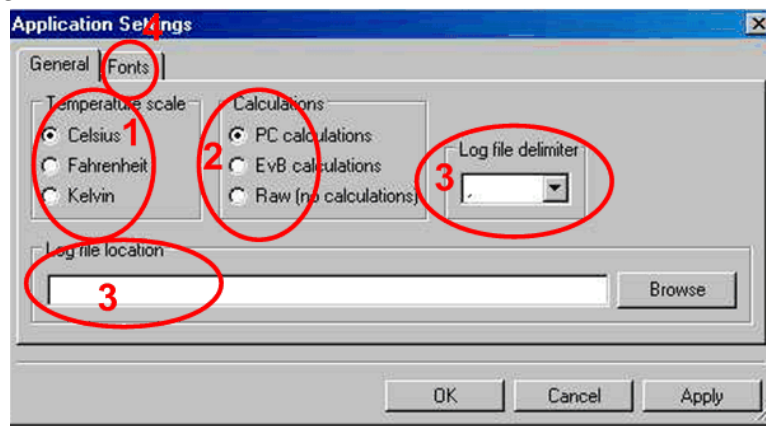 Application Settings
4
General Fonts
Temperature scale
Calculations
1
Celsius
PC calculations
Log file delimiter
2
Fahrenheit
EvB calculations
3
,
Kelvin
Raw (no calculations)
Log file location
3
Browse
OK
Cancel
Apply